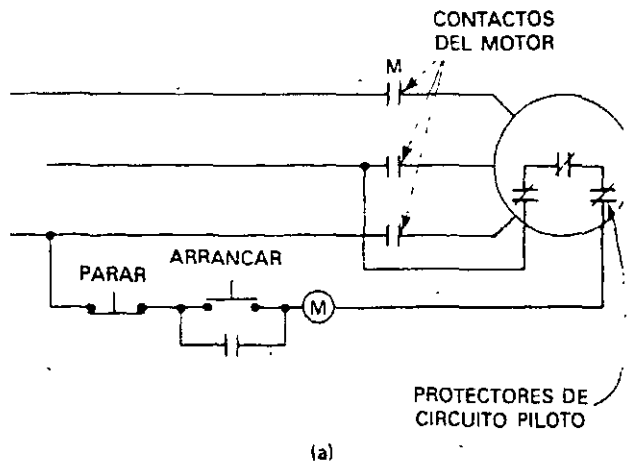 CONTACTOS
DEL MOTOR
M
PARAR
ARRANCAR
M
PROTECTORES DE
CIRCUITO PILOTO
(a)